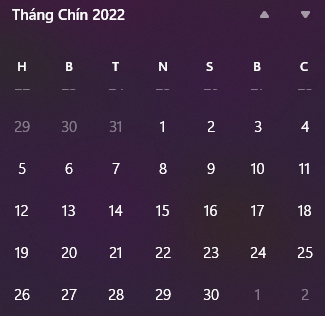 Tháng Chín 2022
H B T N S B C
29 30 31 1 2 3 4
5 6 7 8 9 10 11
12 13 14 15 16 17 18
19 20 21 22 23 24 25
26 27 28 29 30 1 2